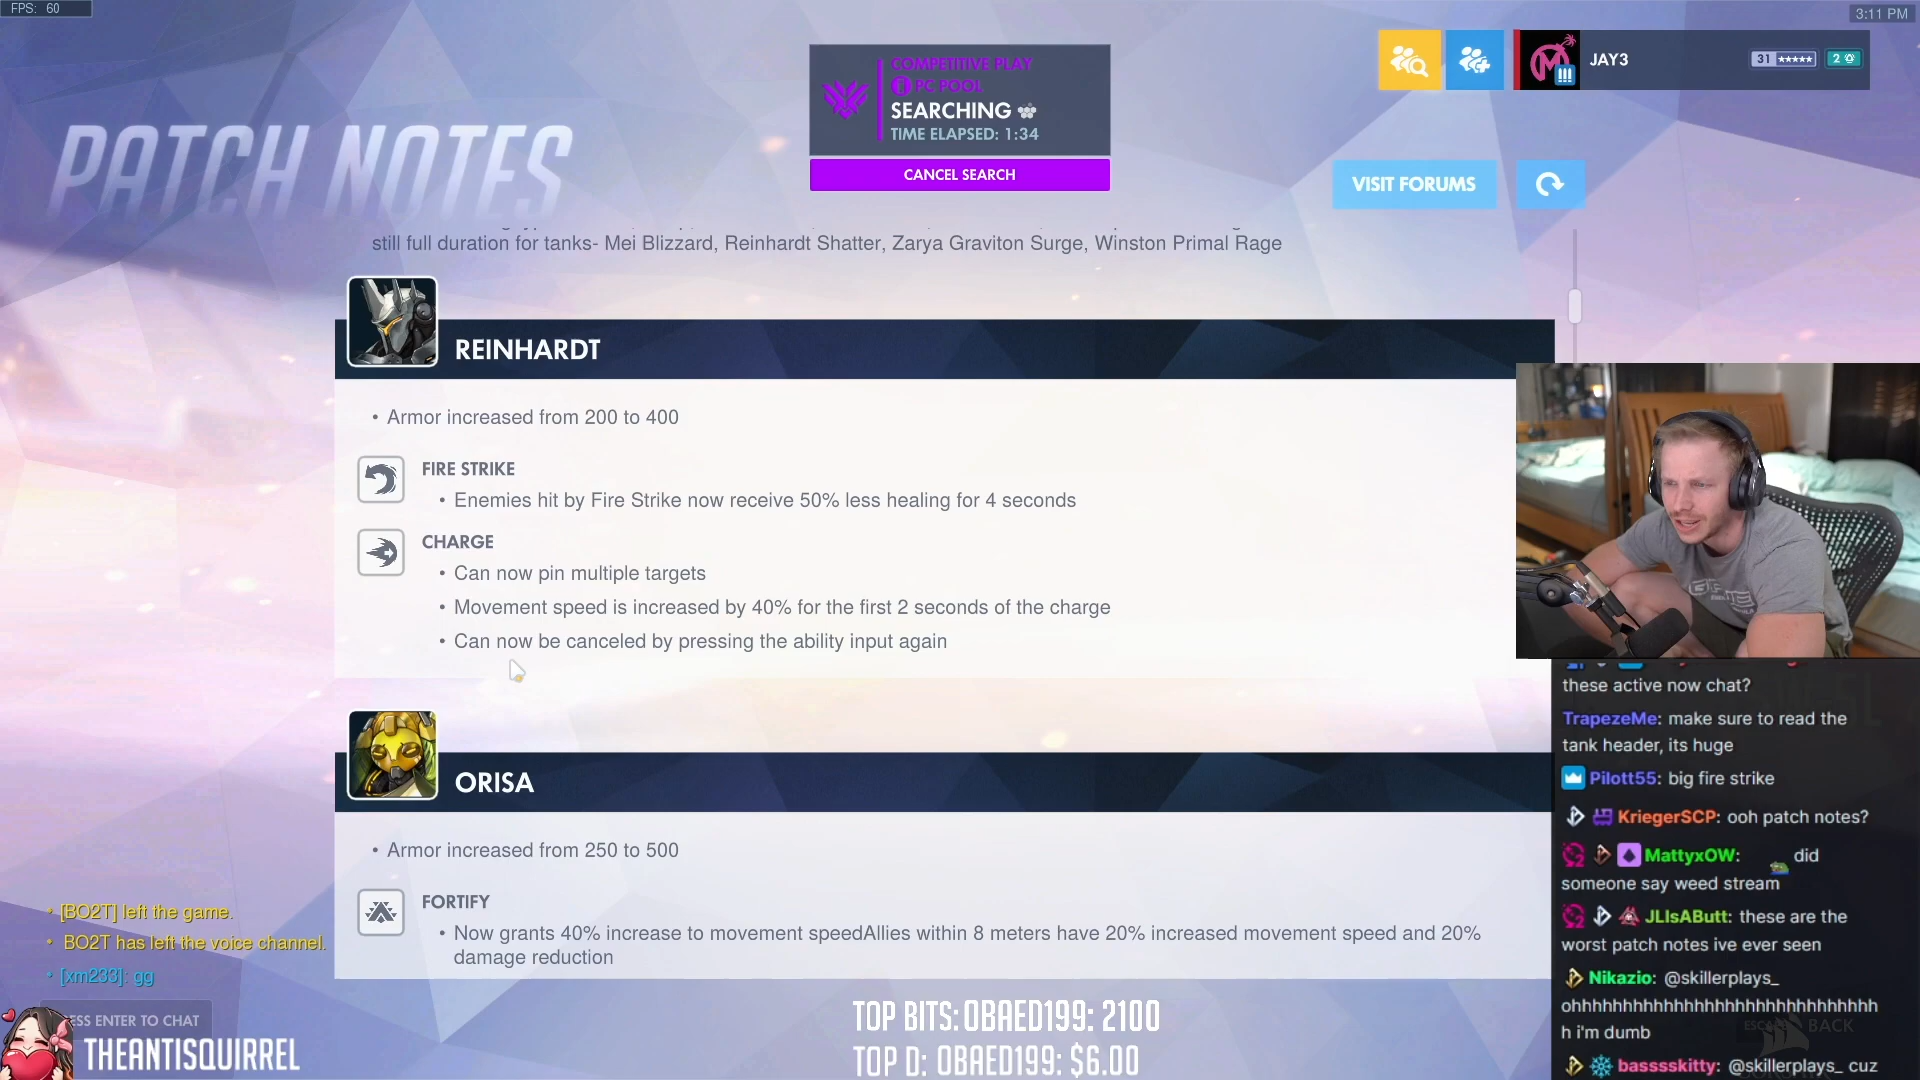 FPS: 60
3:11 PM
COMPETITIVE PLAY
PC POOL
SEARCHING
TIME ELAPSED: 1:34
CANCEL SEARCH
JAY3
31
2
PATCH NOTES
VISIT FORUMS
still full duration for tanks- Mei Blizzard, Reinhardt Shatter, Zarya Graviton Surge, Winston Primal Rage
REINHARDT
• Armor increased from 200 to 400
FIRE STRIKE
• Enemies hit by Fire Strike now receive 50% less healing for 4 seconds
CHARGE
• Can now pin multiple targets
• Movement speed is increased by 40% for the first 2 seconds of the charge
• Can now be canceled by pressing the ability input again
ORISA
• Armor increased from 250 to 500
FORTIFY
• Now grants 40% increase to movement speedAllies within 8 meters have 20% increased movement speed and 20%
damage reduction
• [BO2T] left the game.
• BO2T has left the voice channel.
• [xm233]: gg
ESS ENTER TO CHAT
THEANTISQUIRREL
TOP BITS: OBAED199: 2100
TOP D: OBAED199: $6.00
these active now chat?
TrapezeMe: make sure to read the
tank header, its huge
Pilott55: big fire strike
KriegerSCP: ooh patch notes?
MattyxOW: did
someone say weed stream
JLIsAButt: these are the
worst patch notes ive ever seen
Nikazio: @skillerplays_
ohhhhhhhhhhhhhhhhhhhhhhhhhhhhh
h i'm dumb
basssskitty: @skillerplays_ cuz
BACK